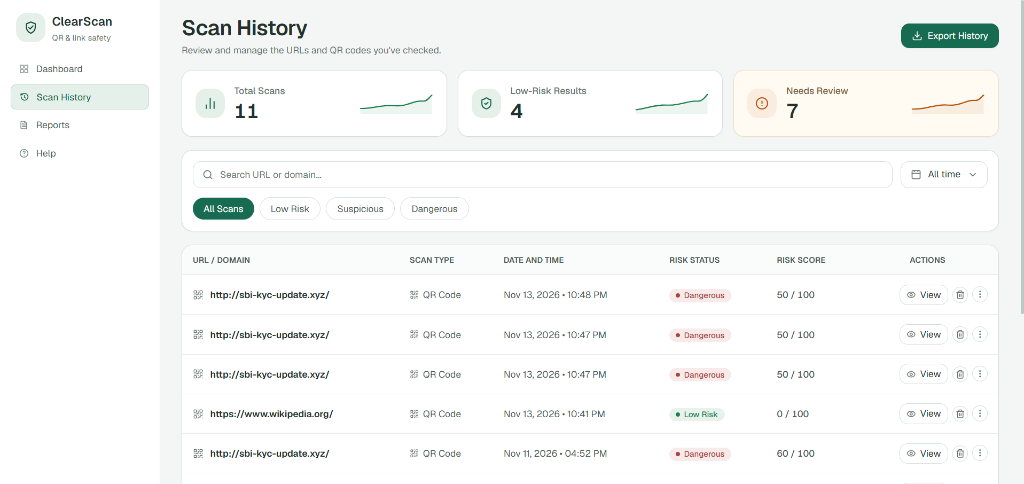 ClearScan
QR & link safety
Dashboard
Scan History
Reports
Help
Scan History
Review and manage the URLs and QR codes you've checked.
Export History
Total Scans
11
Low-Risk Results
4
Needs Review
7
Search URL or domain...
All time
All Scans
Low Risk
Suspicious
Dangerous
URL / DOMAIN SCAN TYPE DATE AND TIME RISK STATUS RISK SCORE ACTIONS
http://sbi-kyc-update.xyz/ QR Code Nov 13, 2026 • 10:48 PM Dangerous 50 / 100 View
http://sbi-kyc-update.xyz/ QR Code Nov 13, 2026 • 10:47 PM Dangerous 50 / 100 View
http://sbi-kyc-update.xyz/ QR Code Nov 13, 2026 • 10:47 PM Dangerous 50 / 100 View
https://www.wikipedia.org/ QR Code Nov 13, 2026 • 10:41 PM Low Risk 0 / 100 View
http://sbi-kyc-update.xyz/ QR Code Nov 11, 2026 • 04:52 PM Dangerous 60 / 100 View